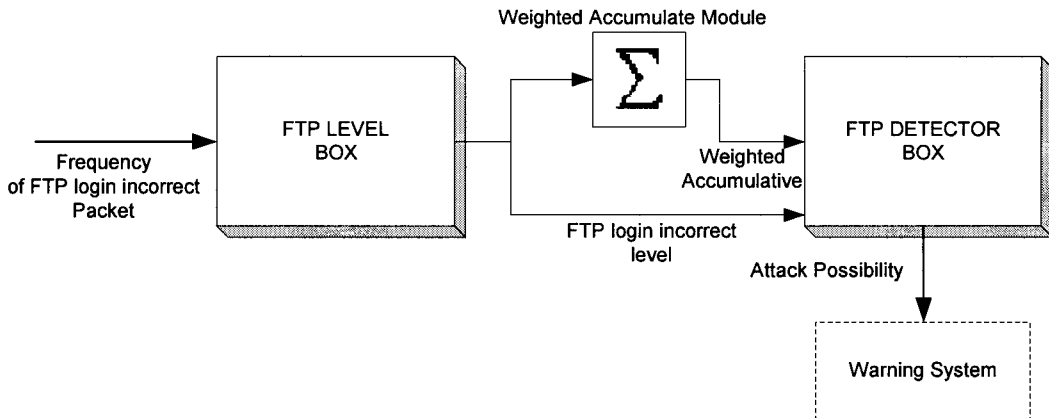 Weighted Accumulate Module
Σ
FTP LEVEL
BOX
FTP DETECTOR
BOX
Frequency
of FTP login incorrect
Packet
Weighted
Accumulative
FTP login incorrect
level
Attack Possibility
Warning System